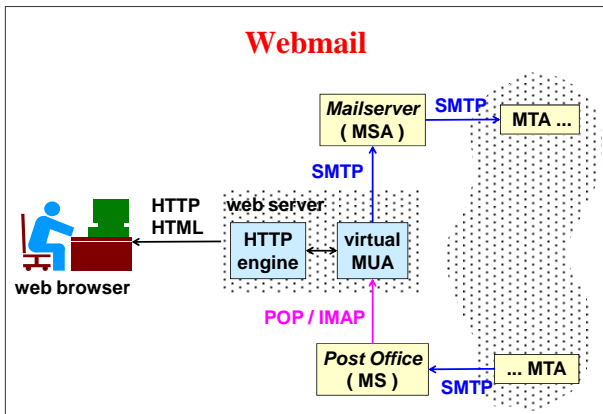 Webmail
Mailserver
( MSA )
SMTP
MTA ...
SMTP
HTTP
HTML
web server
HTTP
engine
virtual
MUA
web browser
POP / IMAP
Post Office
( MS )
SMTP
... MTA